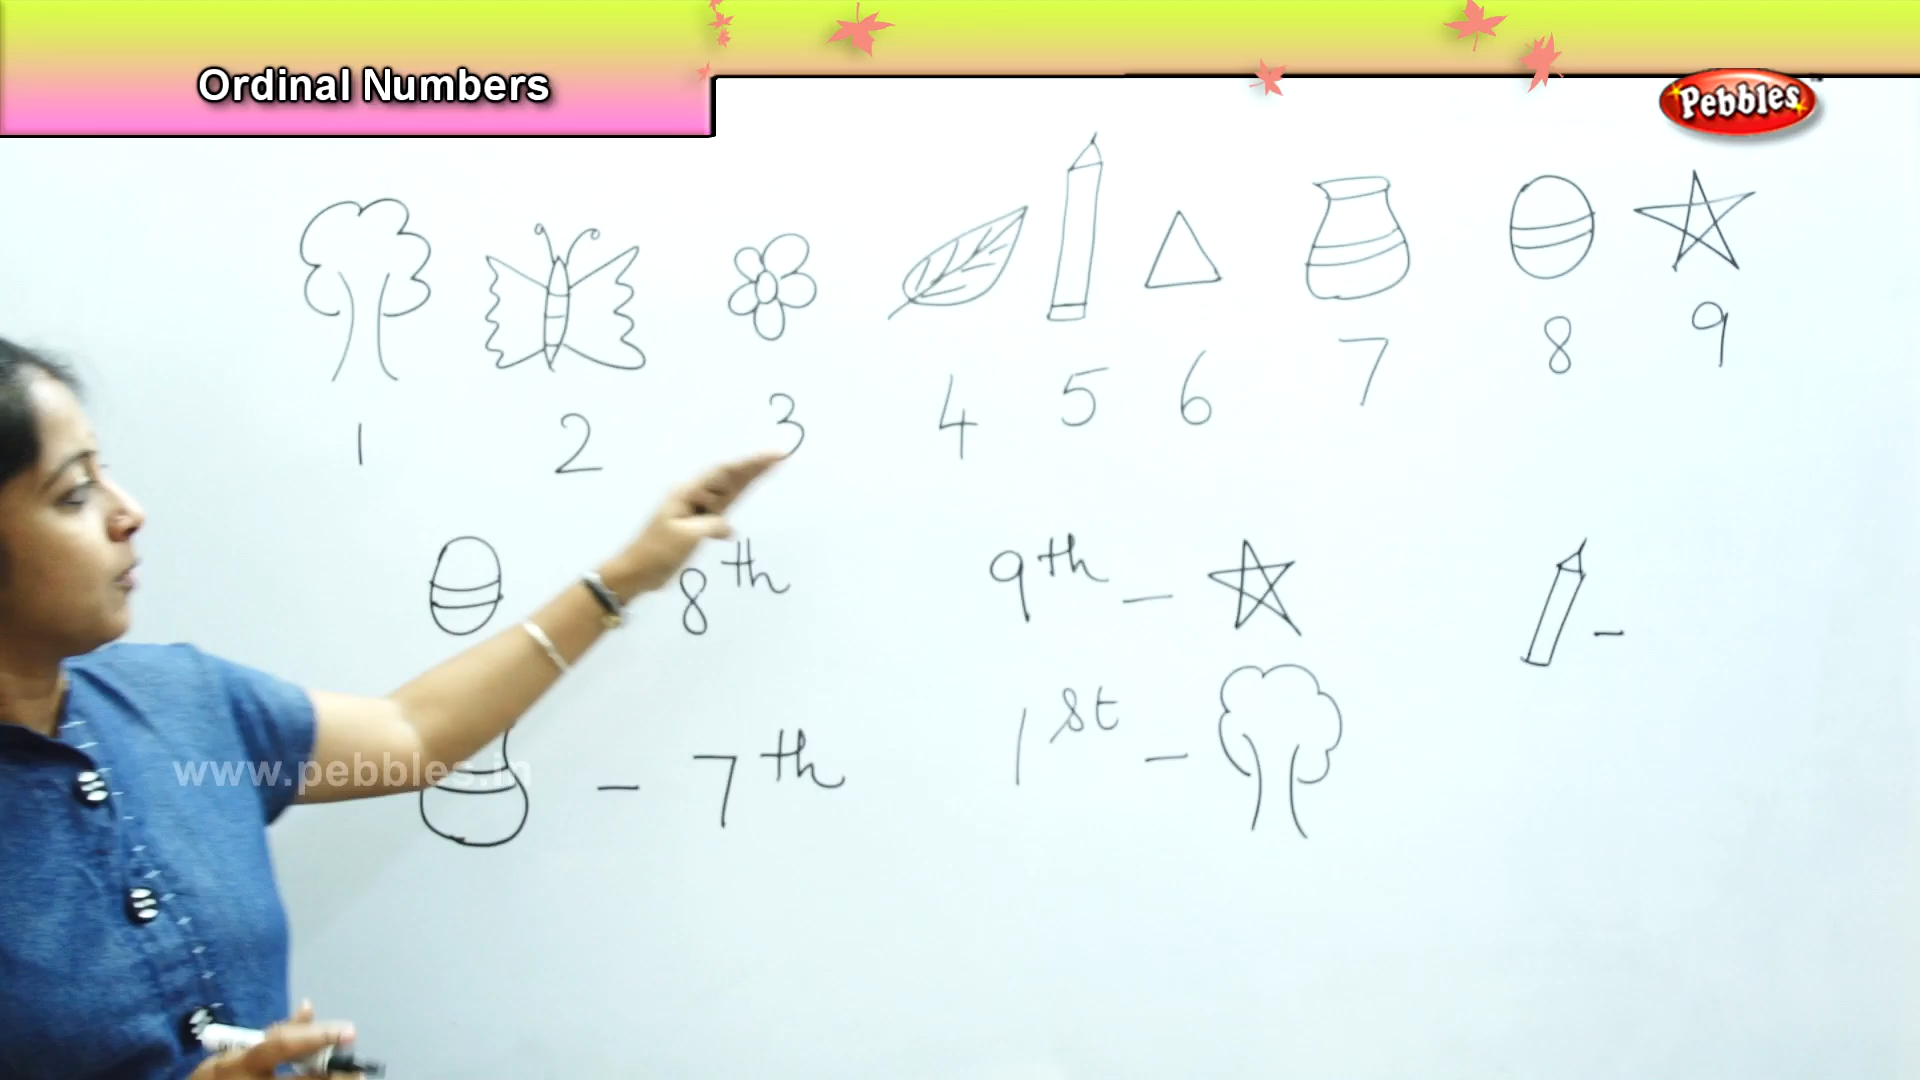 Ordinal Numbers
Pebbles
1 2 3 4 5 6 7 8 9
8th
9th –
–
www.pebbles.in
– 7th
1st –